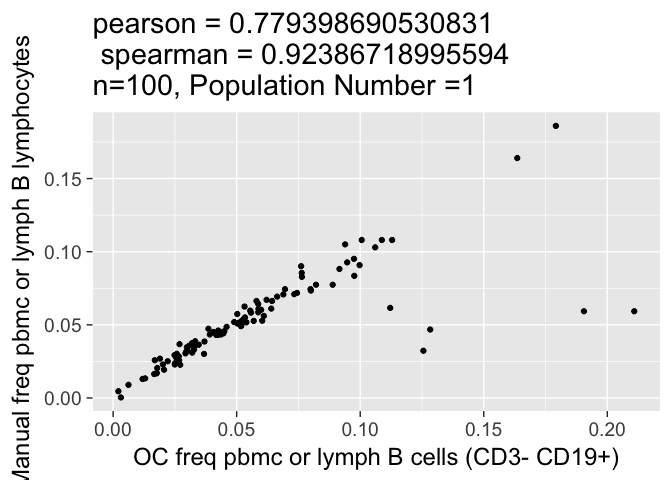 pearson = 0.779398690530831
spearman = 0.92386718995594
n=100, Population Number =1
Manual freq pbmc or lymph B lymphocytes
0.15
0.10
0.05
0.00
0.00 0.05 0.10 0.15 0.20
OC freq pbmc or lymph B cells (CD3- CD19+)